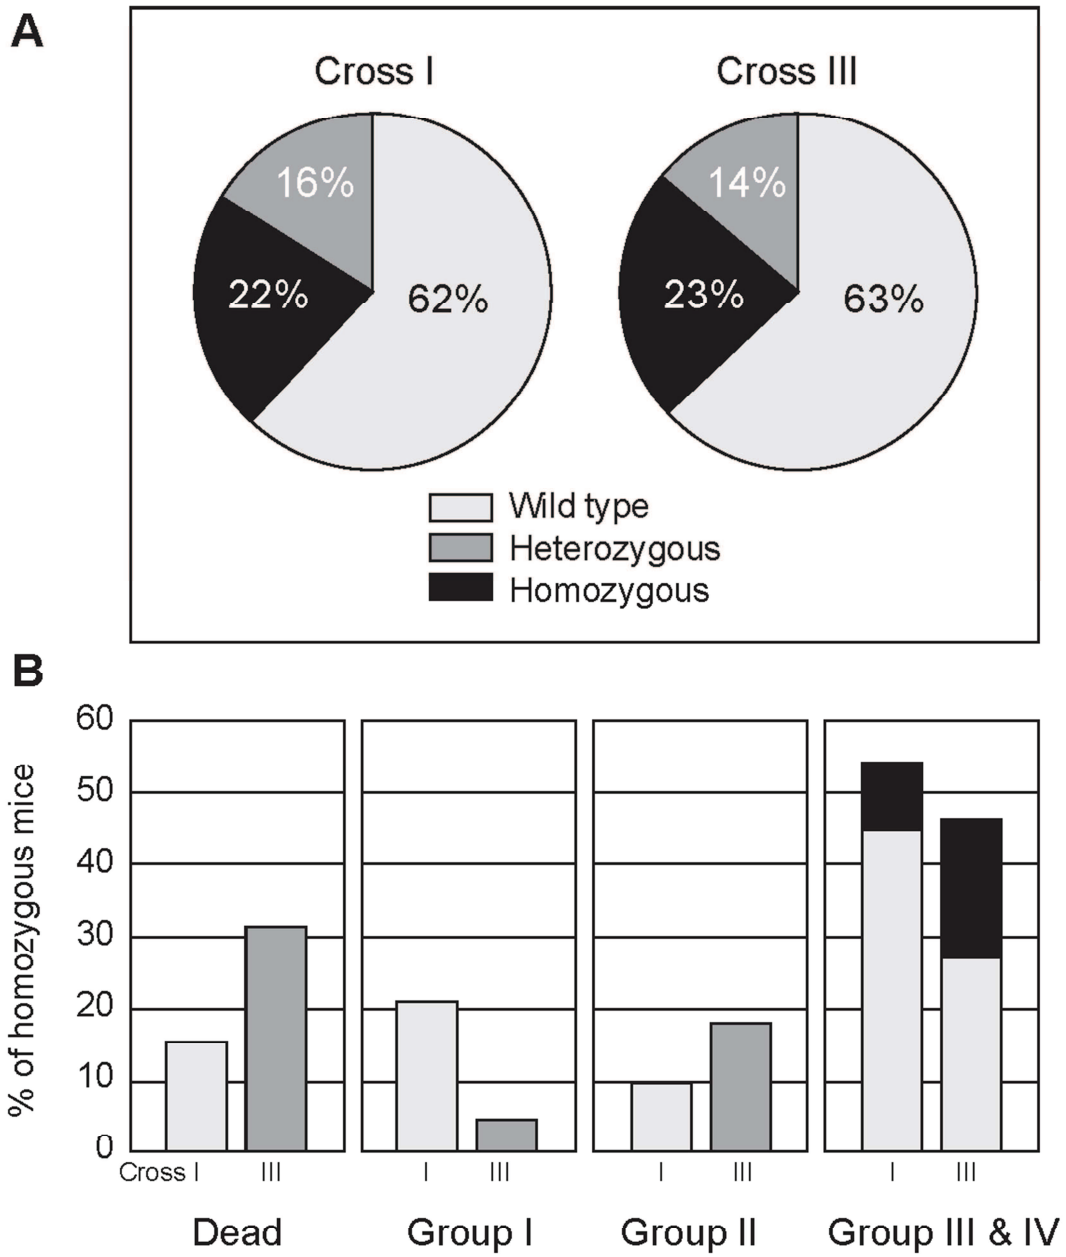 A
Cross I
Cross III
16%
14%
22%
62%
23%
63%
Wild type
Heterozygous
Homozygous
B
% of homozygous mice
60
50
40
30
20
10
0
Cross I III I III I III I III
Dead Group I Group II Group III & IV